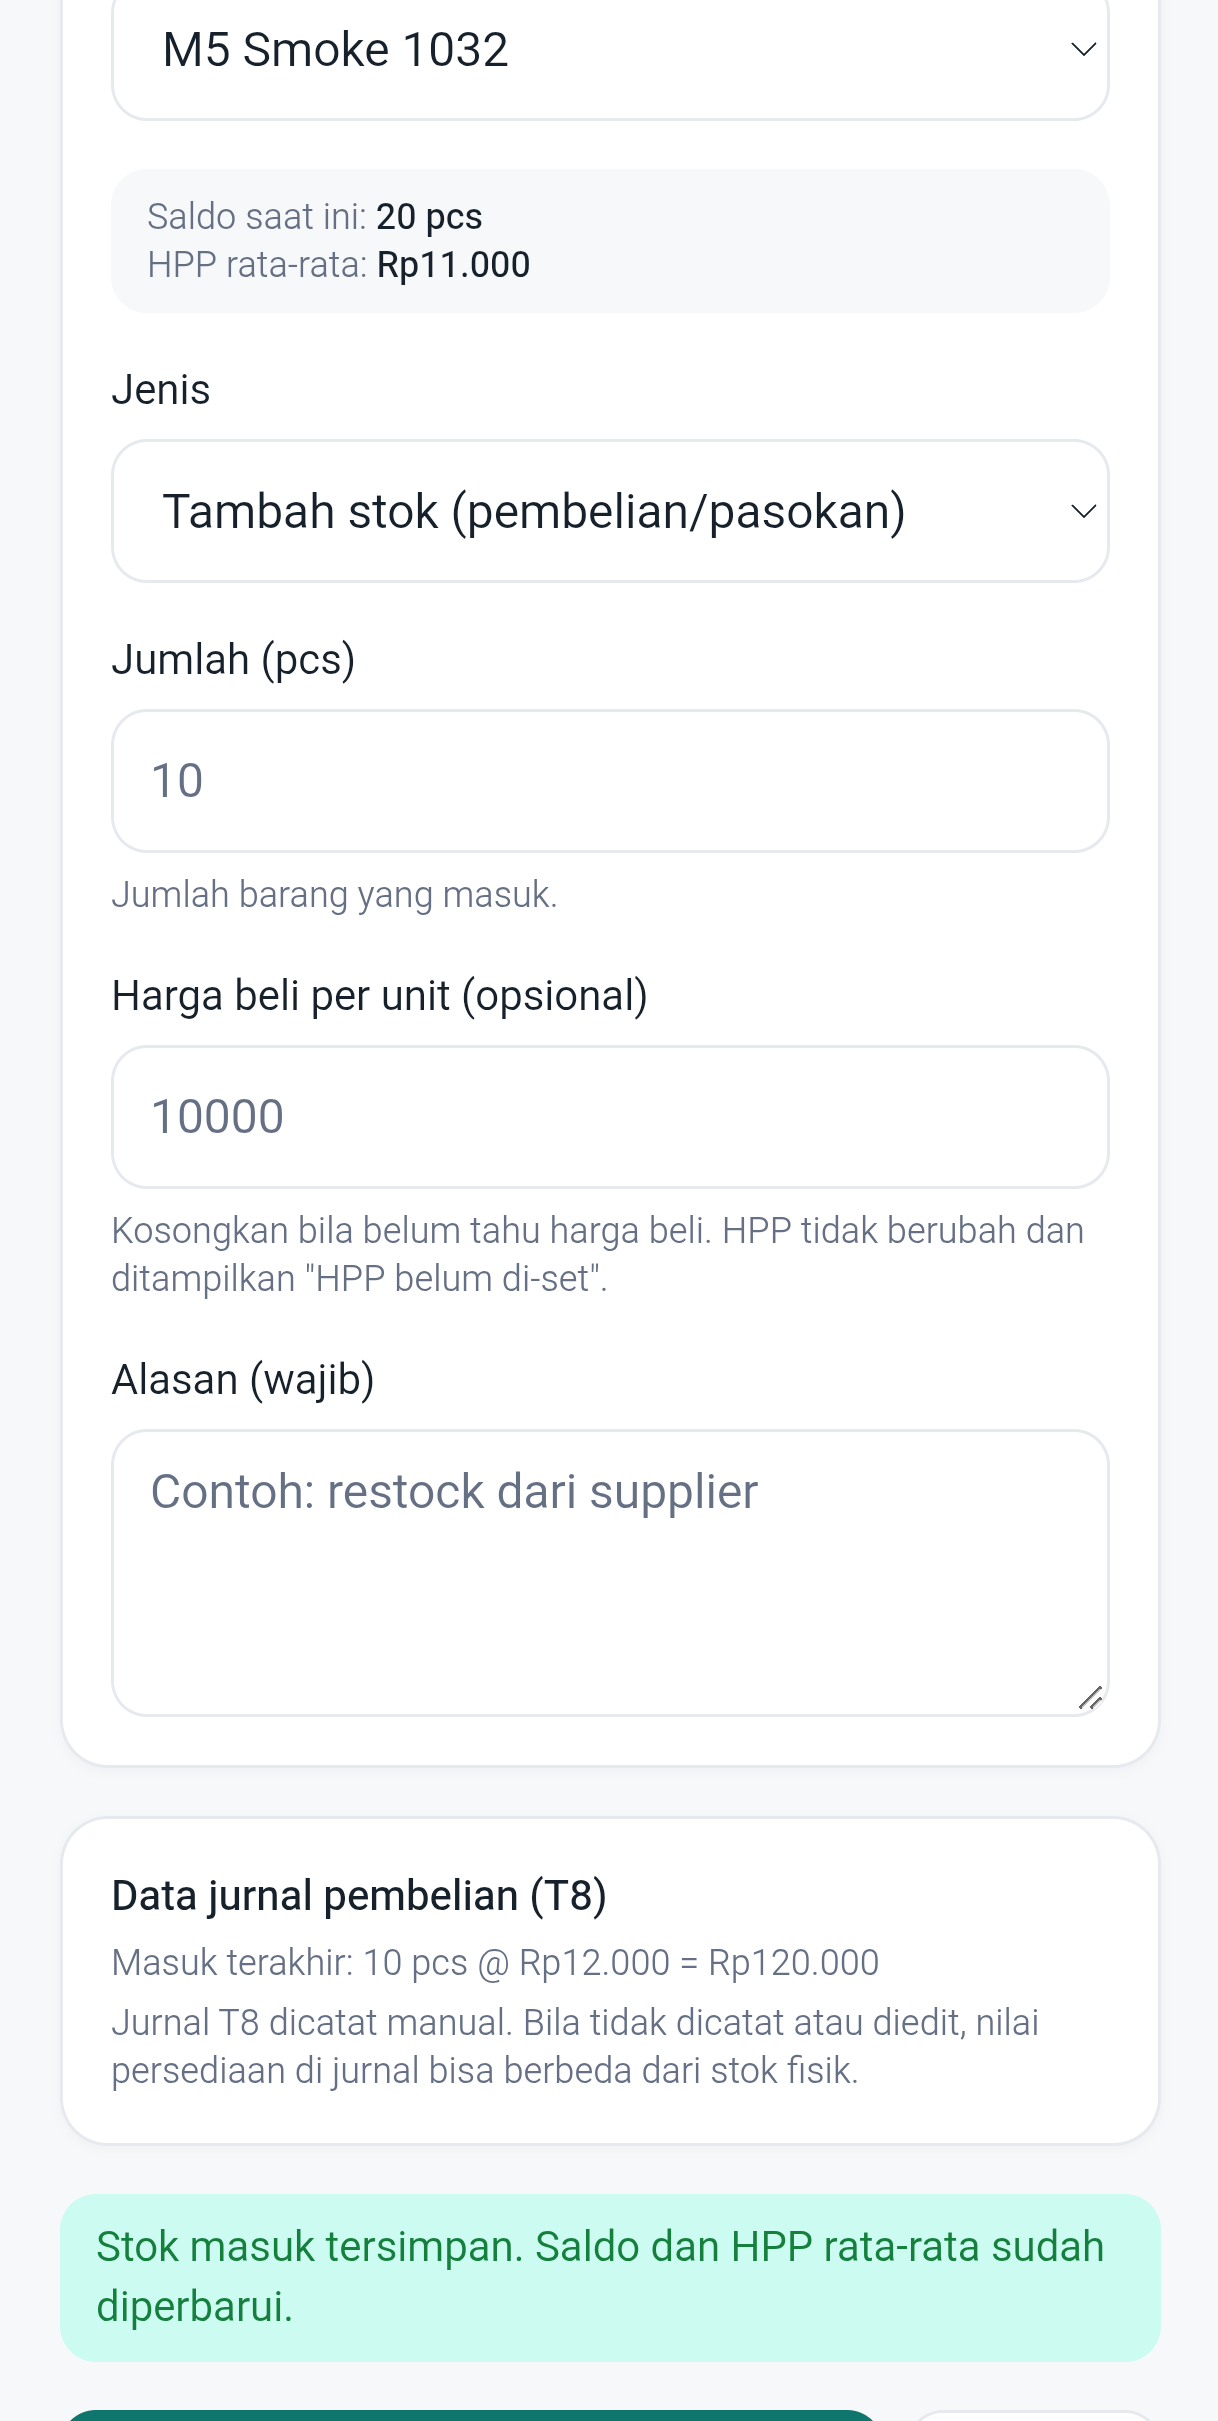 M5 Smoke 1032
Saldo saat ini: 20 pcs
HPP rata-rata: Rp11.000
Jenis
Tambah stok (pembelian/pasokan)
Jumlah (pcs)
10
Jumlah barang yang masuk.
Harga beli per unit (opsional)
10000
Kosongkan bila belum tahu harga beli. HPP tidak berubah dan
ditampilkan "HPP belum di-set".
Alasan (wajib)
Contoh: restock dari supplier
Data jurnal pembelian (T8)
Masuk terakhir: 10 pcs @ Rp12.000 = Rp120.000
Jurnal T8 dicatat manual. Bila tidak dicatat atau diedit, nilai
persediaan di jurnal bisa berbeda dari stok fisik.
Stok masuk tersimpan. Saldo dan HPP rata-rata sudah
diperbarui.